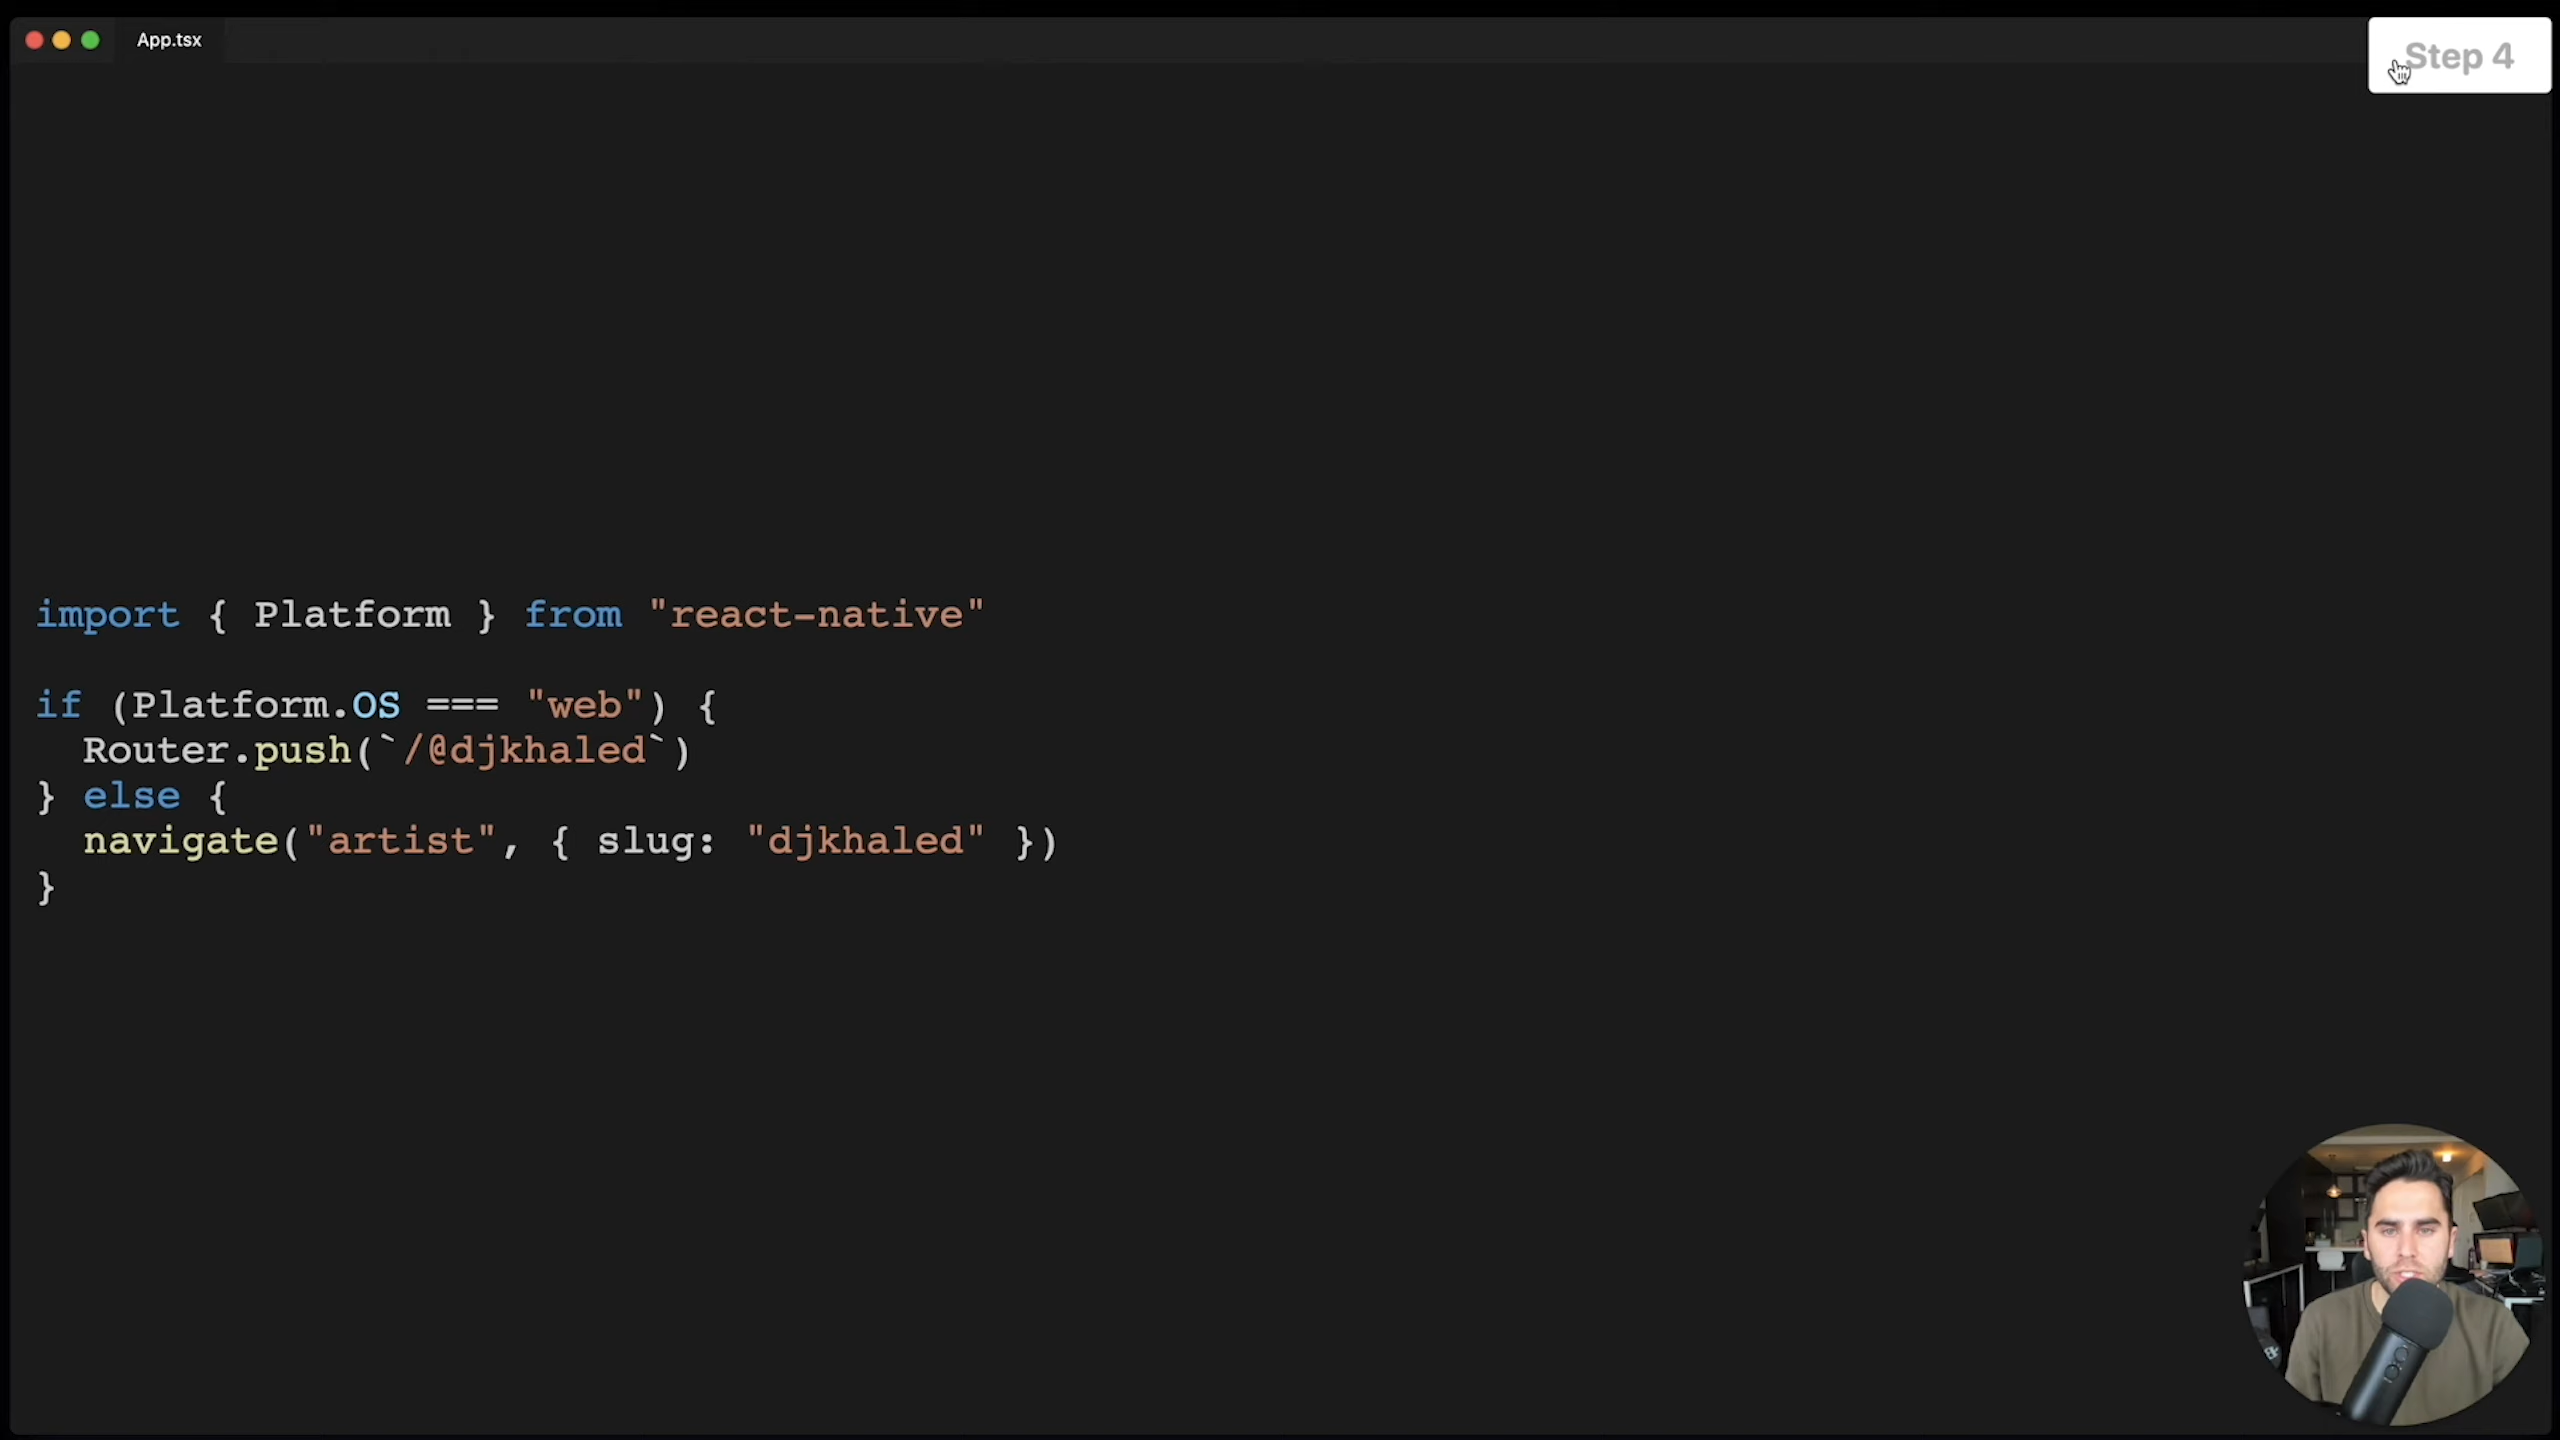 App.tsx
Step 4
import { Platform } from "react-native"
if (Platform.OS === "web") {
  Router.push(`/@djkhaled`)
} else {
  navigate("artist", { slug: "djkhaled" })
}